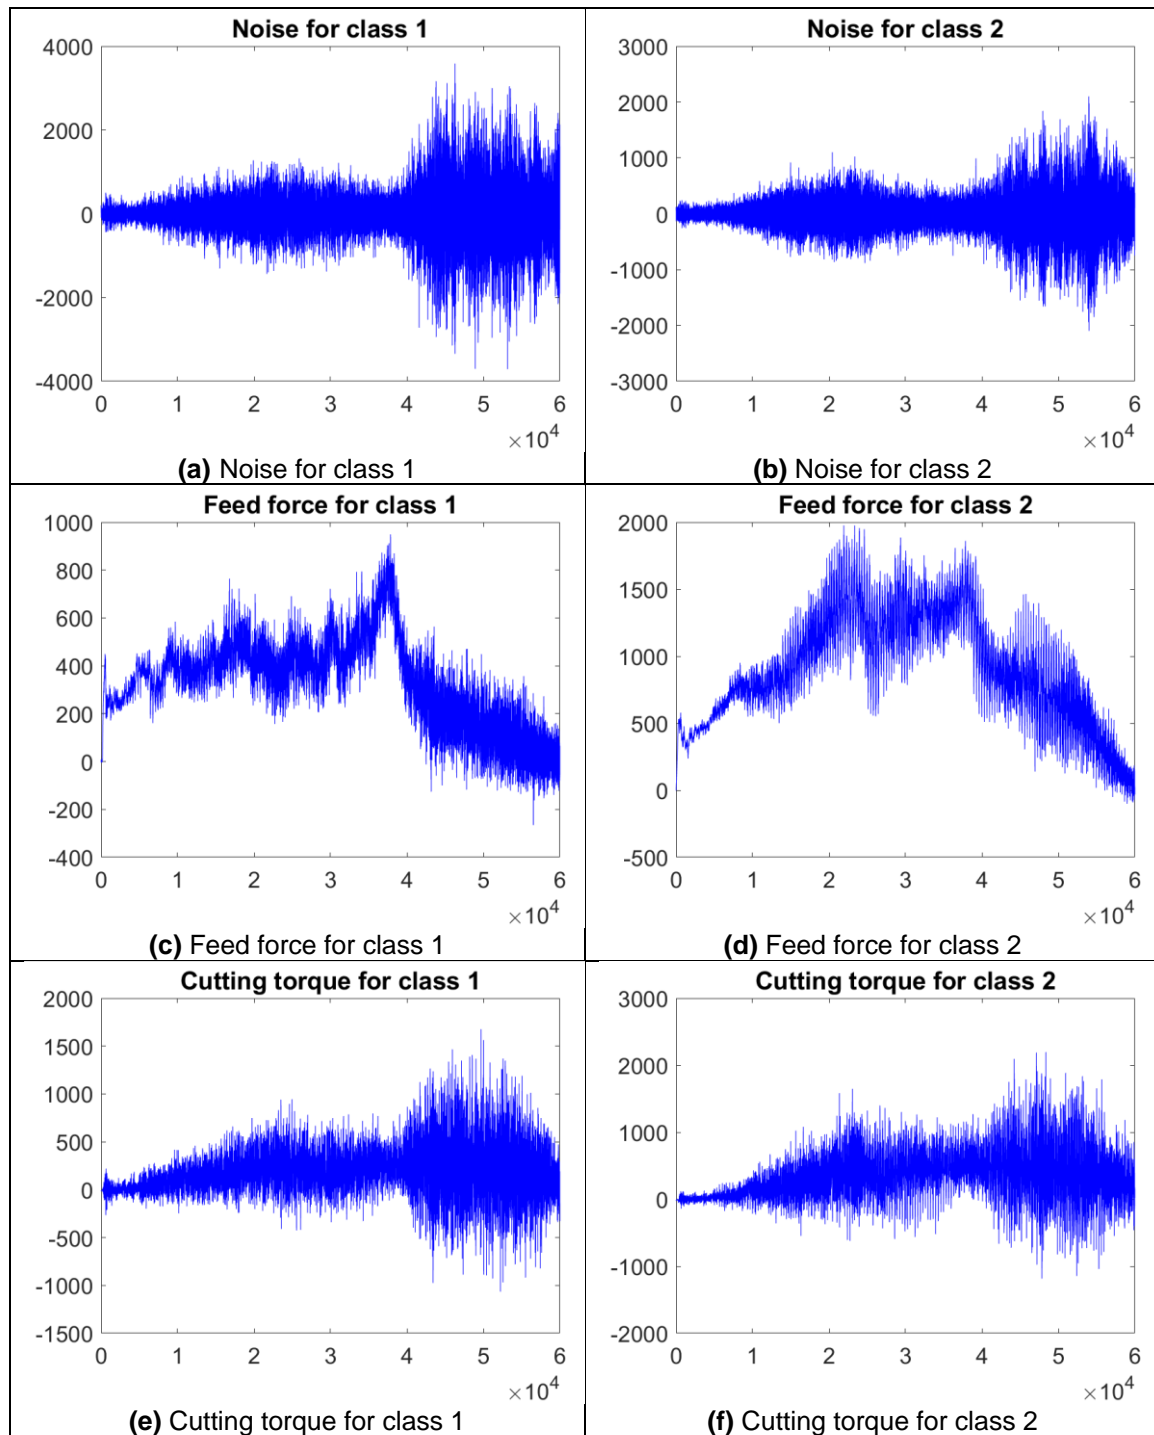 Noise for class 1
4000
2000
0
-2000
-4000
0 1 2 3 4 5 6
×10^4
(a) Noise for class 1
Noise for class 2
3000
2000
1000
0
-1000
-2000
-3000
0 1 2 3 4 5 6
×10^4
(b) Noise for class 2
Feed force for class 1
1000
800
600
400
200
0
-200
-400
0 1 2 3 4 5 6
×10^4
(c) Feed force for class 1
Feed force for class 2
2000
1500
1000
500
0
-500
0 1 2 3 4 5 6
×10^4
(d) Feed force for class 2
Cutting torque for class 1
2000
1500
1000
500
0
-500
-1000
-1500
0 1 2 3 4 5 6
×10^4
(e) Cutting torque for class 1
Cutting torque for class 2
3000
2000
1000
0
-1000
-2000
0 1 2 3 4 5 6
×10^4
(f) Cutting torque for class 2